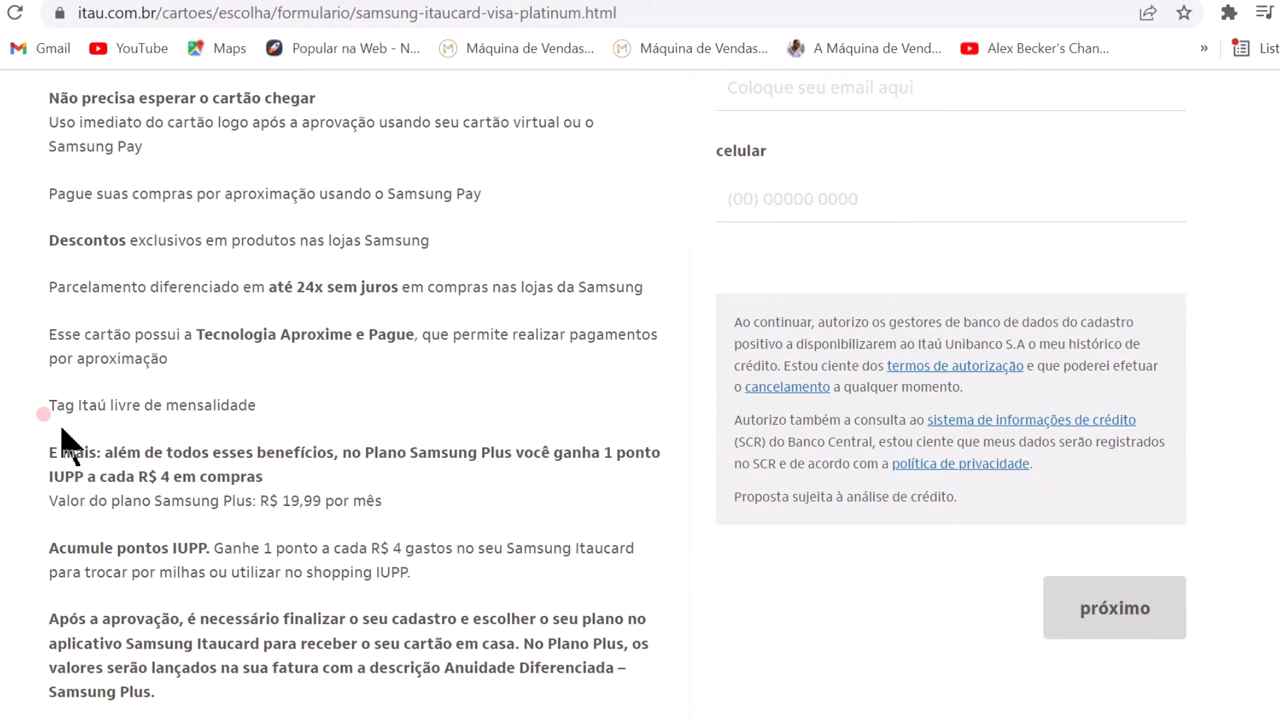 itau.com.br/cartoes/escolha/formulario/samsung-itaucard-visa-platinum.html
Gmail
YouTube
Maps
Popular na Web - N...
Máquina de Vendas...
Máquina de Vendas...
A Máquina de Vend...
Alex Becker's Chan...
»
List
Não precisa esperar o cartão chegar
Uso imediato do cartão logo após a aprovação usando seu cartão virtual ou o
Samsung Pay
Pague suas compras por aproximação usando o Samsung Pay
Descontos exclusivos em produtos nas lojas Samsung
Parcelamento diferenciado em até 24x sem juros em compras nas lojas da Samsung
Esse cartão possui a Tecnologia Aproxime e Pague, que permite realizar pagamentos
por aproximação
Tag Itaú livre de mensalidade
E mais: além de todos esses benefícios, no Plano Samsung Plus você ganha 1 ponto
IUPP a cada R$ 4 em compras
Valor do plano Samsung Plus: R$ 19,99 por mês
Acumule pontos IUPP. Ganhe 1 ponto a cada R$ 4 gastos no seu Samsung Itaucard
para trocar por milhas ou utilizar no shopping IUPP.
Após a aprovação, é necessário finalizar o seu cadastro e escolher o seu plano no
aplicativo Samsung Itaucard para receber o seu cartão em casa. No Plano Plus, os
valores serão lançados na sua fatura com a descrição Anuidade Diferenciada –
Samsung Plus.
Coloque seu email aqui
celular
(00) 00000 0000
Ao continuar, autorizo os gestores de banco de dados do cadastro
positivo a disponibilizarem ao Itaú Unibanco S.A o meu histórico de
crédito. Estou ciente dos termos de autorização e que poderei efetuar
o cancelamento a qualquer momento.
Autorizo também a consulta ao sistema de informações de crédito
(SCR) do Banco Central, estou ciente que meus dados serão registrados
no SCR e de acordo com a política de privacidade.
Proposta sujeita à análise de crédito.
próximo